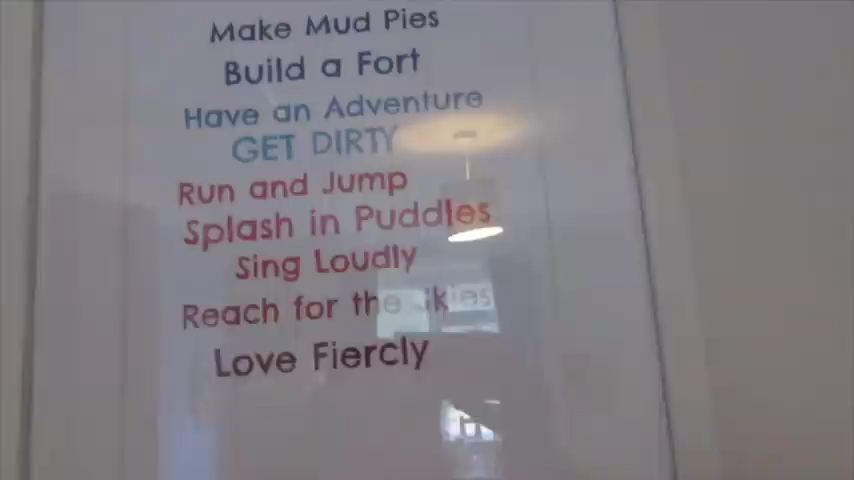 Make Mud Pies
Build a Fort
Have an Adventure
GET DIRTY
Run and Jump
Splash in Puddles
Sing Loudly
Reach for the Skies
Love Fiercly